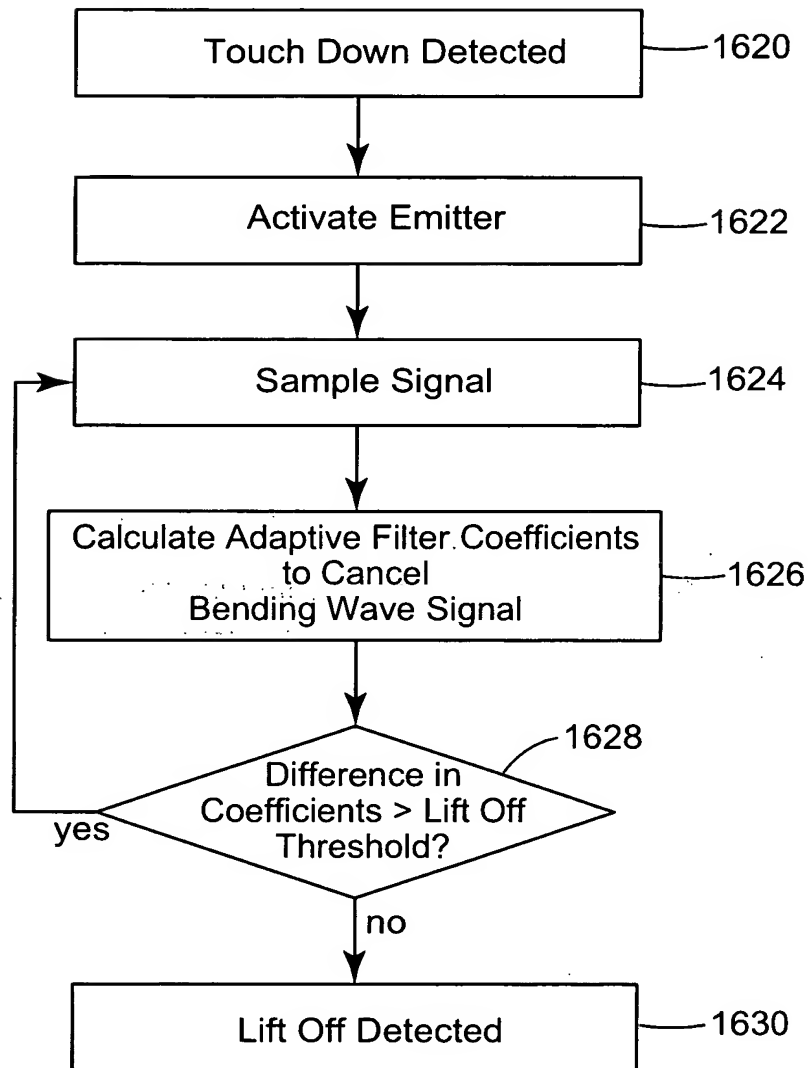 Touch Down Detected
1620
Activate Emitter
1622
Sample Signal
1624
Calculate Adaptive Filter Coefficients
to Cancel
Bending Wave Signal
1626
1628
Difference in
Coefficients > Lift Off
Threshold?
yes
no
Lift Off Detected
1630